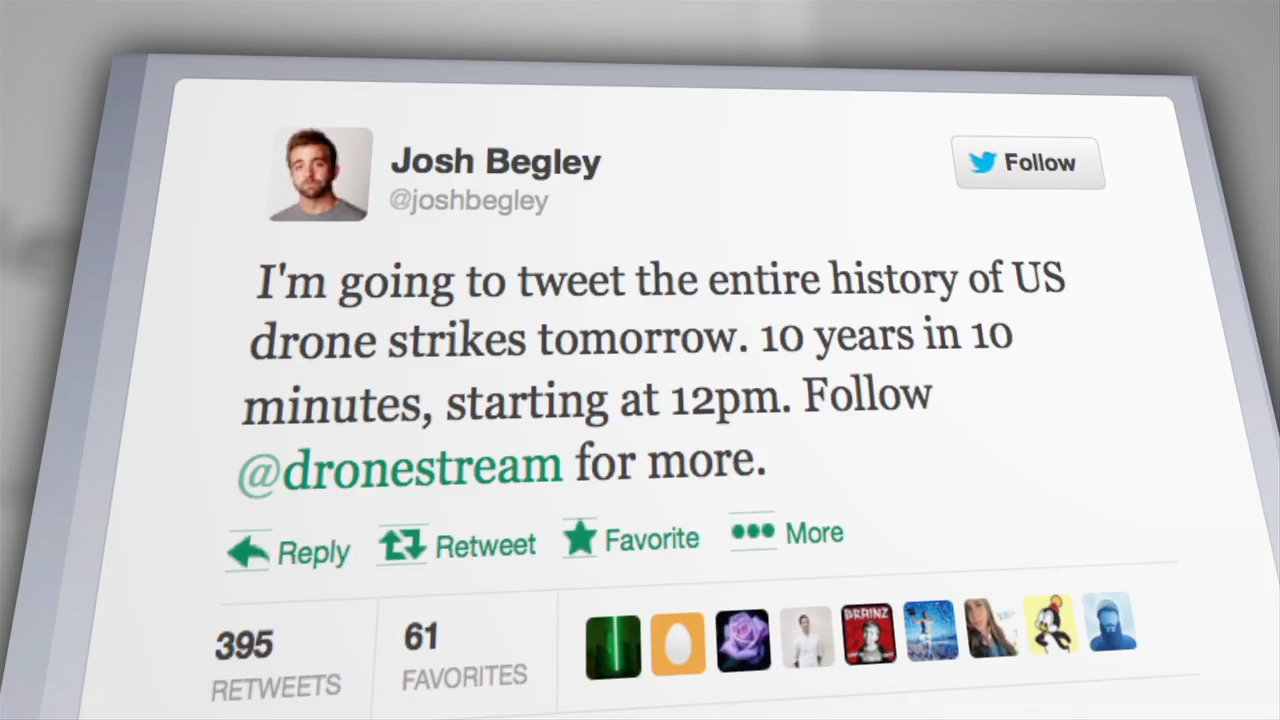 Josh Begley
@joshbegley
Follow
I'm going to tweet the entire history of US
drone strikes tomorrow. 10 years in 10
minutes, starting at 12pm. Follow
@dronestream for more.
Reply Retweet Favorite More
395 61
RETWEETS FAVORITES
BRAINZ